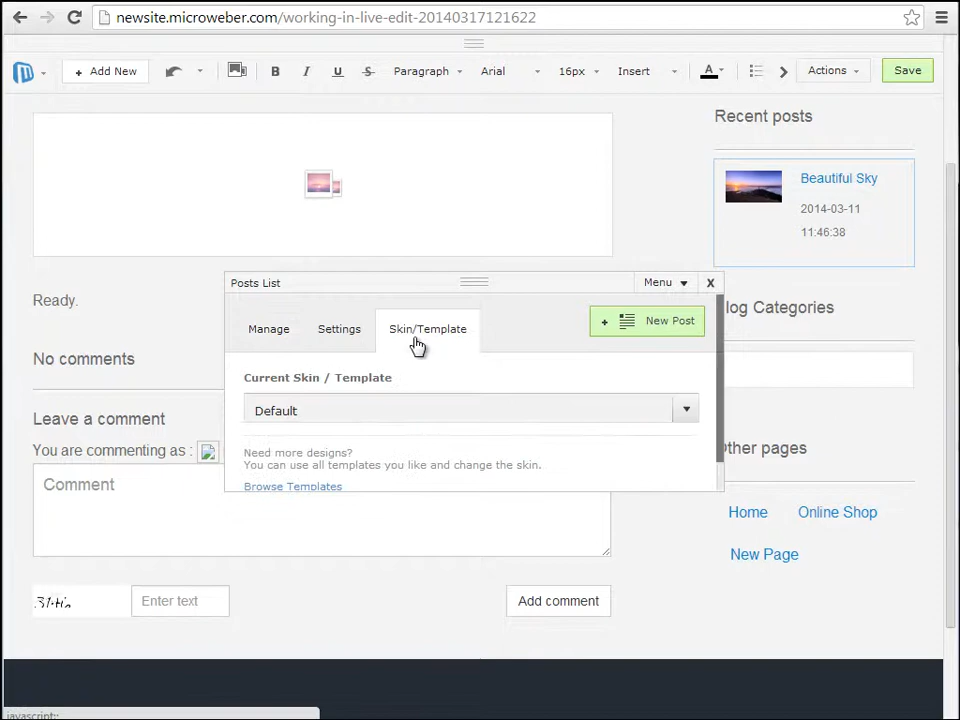 newsite.microweber.com/working-in-live-edit-20140317121622
+ Add New B I U S Paragraph Arial 16px Insert A Actions Save
Recent posts
Beautiful Sky
2014-03-11
11:46:38
Posts List Menu X
Manage Settings Skin/Template + New Post
Current Skin / Template
Default
Need more designs?
You can use all templates you like and change the skin.
Browse Templates
Ready.
No comments
Leave a comment
You are commenting as :
Comment
log Categories
ther pages
Home Online Shop
New Page
Enter text Add comment
javascript:;